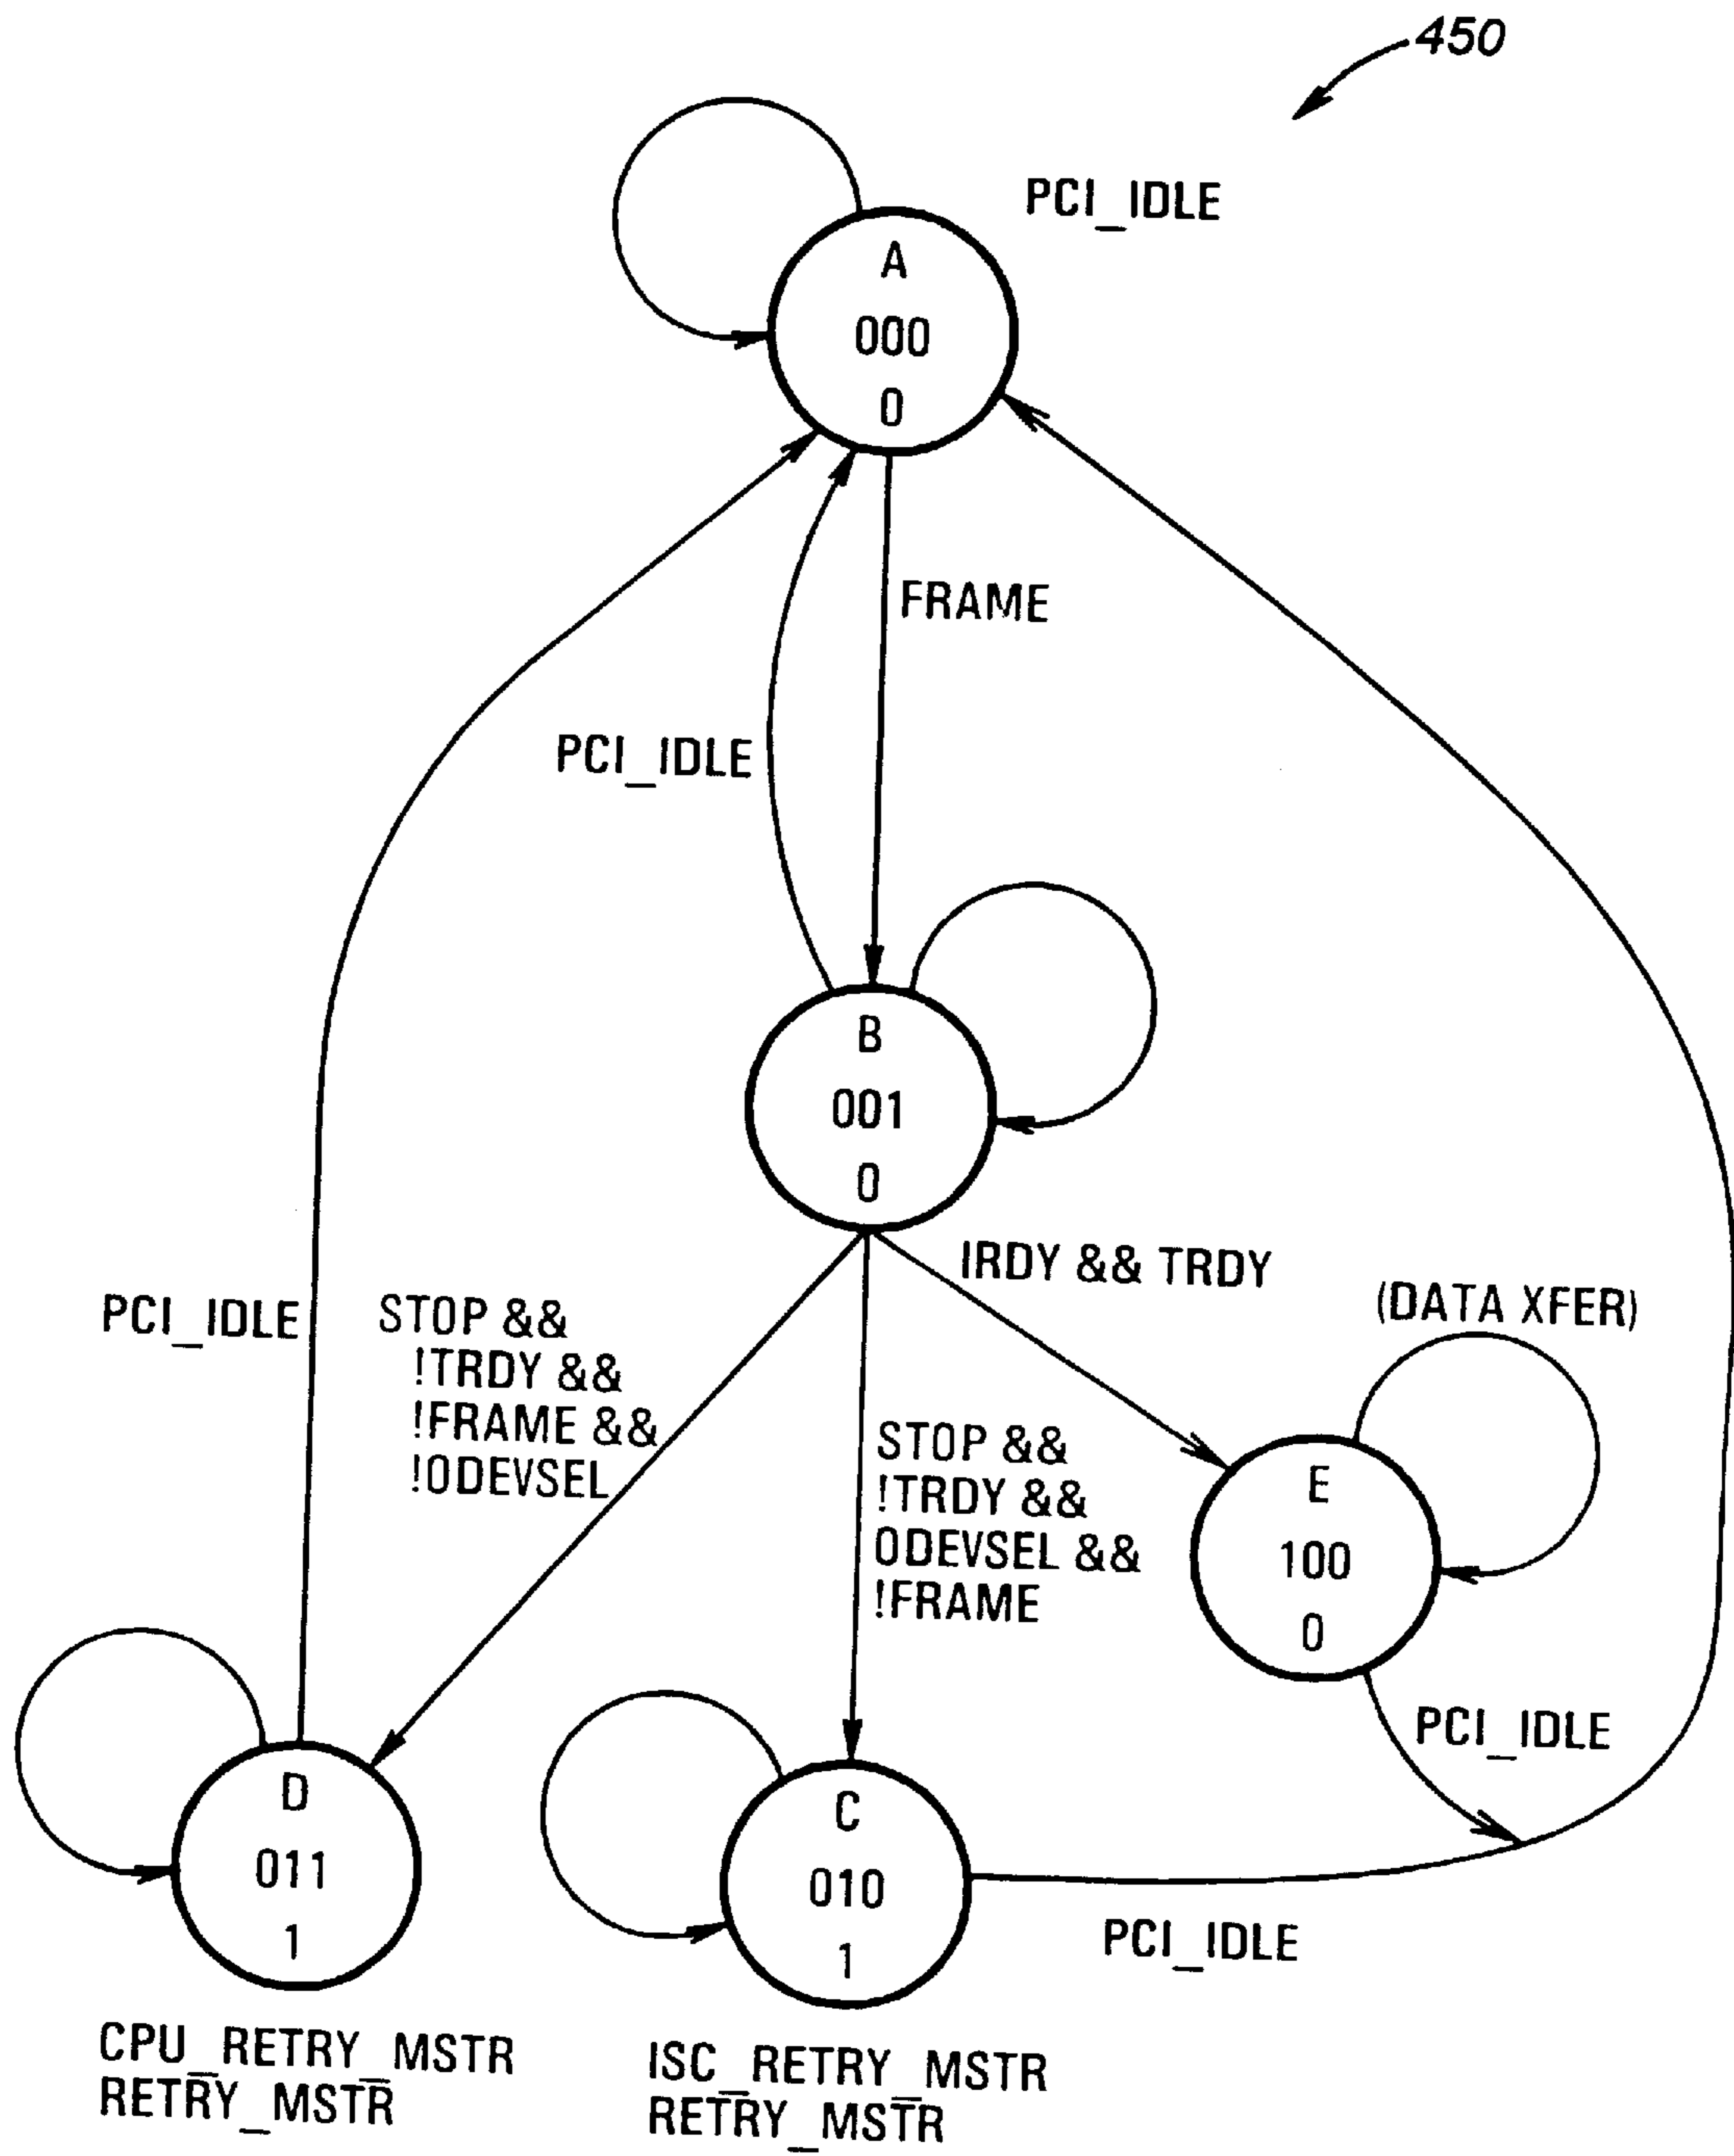 450
PCI_IDLE
A
000
0
FRAME
PCI_IDLE
B
001
0
IRDY && TRDY
(DATA XFER)
PCI_IDLE
STOP &&
!TRDY &&
!FRAME &&
!ODEVSEL
STOP &&
!TRDY &&
ODEVSEL &&
!FRAME
E
100
0
PCI_IDLE
D
011
1
C
010
1
PCI_IDLE
CPU_RETRY_MSTR
RETRY_MSTR
ISC_RETRY_MSTR
RETRY_MSTR